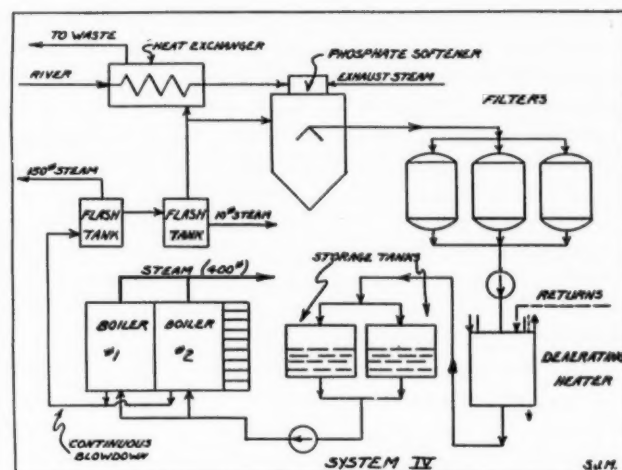 TO WASTE
HEAT EXCHANGER
PHOSPHATE SOFTENER
RIVER
EXHAUST STEAM
FILTERS
150# STEAM
FLASH
TANK
FLASH
TANK
10# STEAM
STEAM (400#)
STORAGE TANKS
RETURNS
BOILER
#1
BOILER
#2
DEAERATING
HEATER
CONTINUOUS
BLOWDOWN
SYSTEM IV
S.J.M.